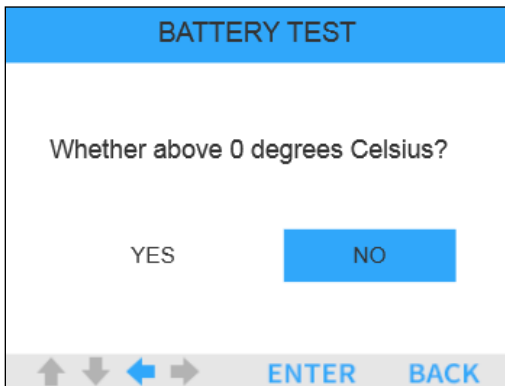 BATTERY TEST
Whether above 0 degrees Celsius?
YES NO
ENTER BACK